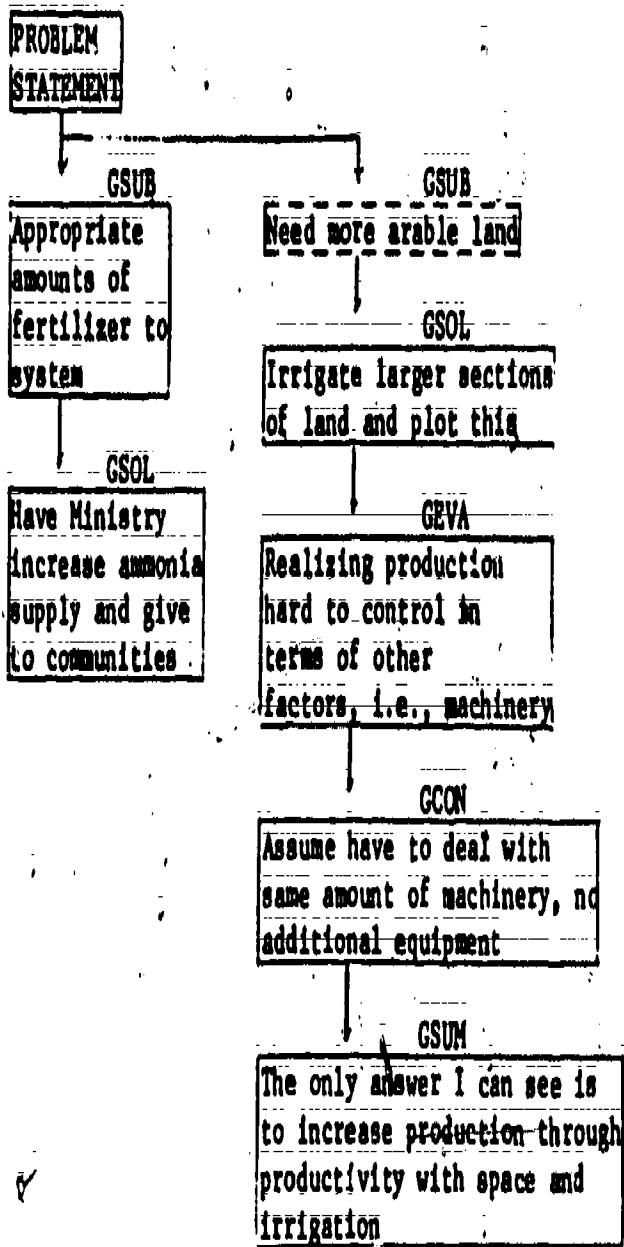 PROBLEM
STATEMENT
GSUB
Appropriate
amounts of
fertilizer to
system
GSOL
Have Ministry
increase ammonia
supply and give
to communities
GSUB
Need more arable land
GSOL
Irrigate larger sections
of land and plot this
GEVA
Realizing production
hard to control in
terms of other
factors, i.e., machinery
GCON
Assume have to deal with
same amount of machinery, no
additional equipment
GSUM
The only answer I can see is
to increase production through
productivity with space and
irrigation